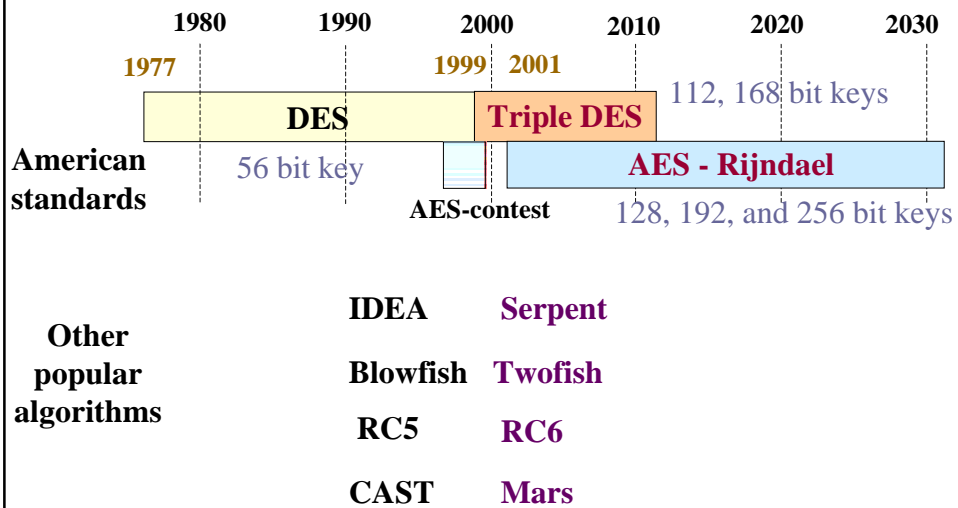 1980 1990 2000 2010 2020 2030
1977 1999 2001
DES Triple DES 112, 168 bit keys
American
standards
56 bit key AES - Rijndael
AES-contest 128, 192, and 256 bit keys
Other
popular
algorithms
IDEA Serpent
Blowfish Twofish
RC5 RC6
CAST Mars